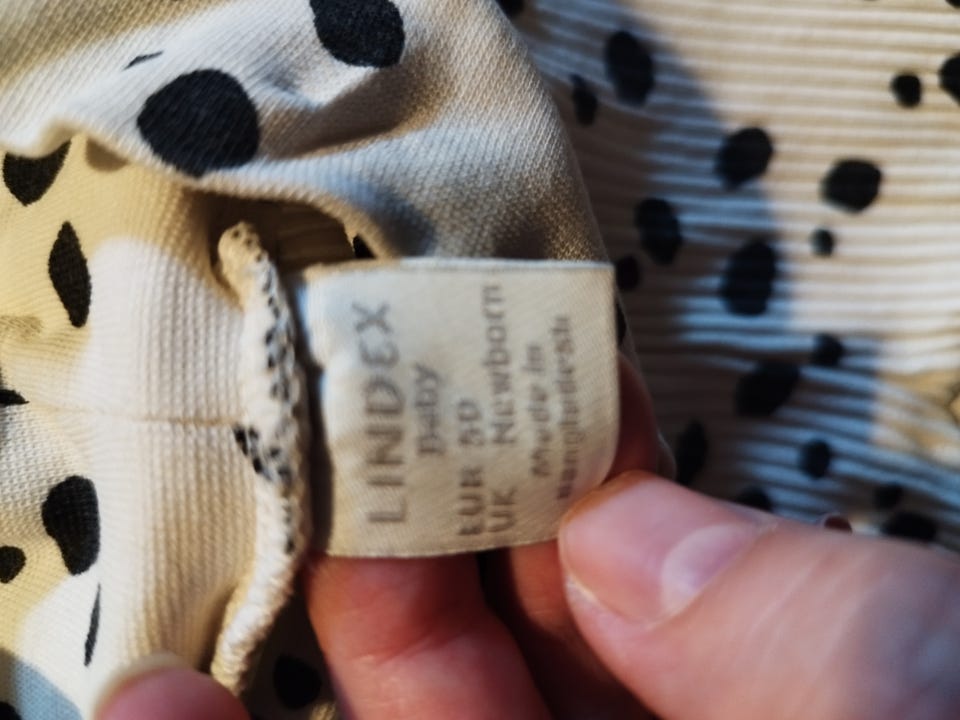 LINDEX
Baby
EUR 50
UK Newborn
Made in
Bangladesh